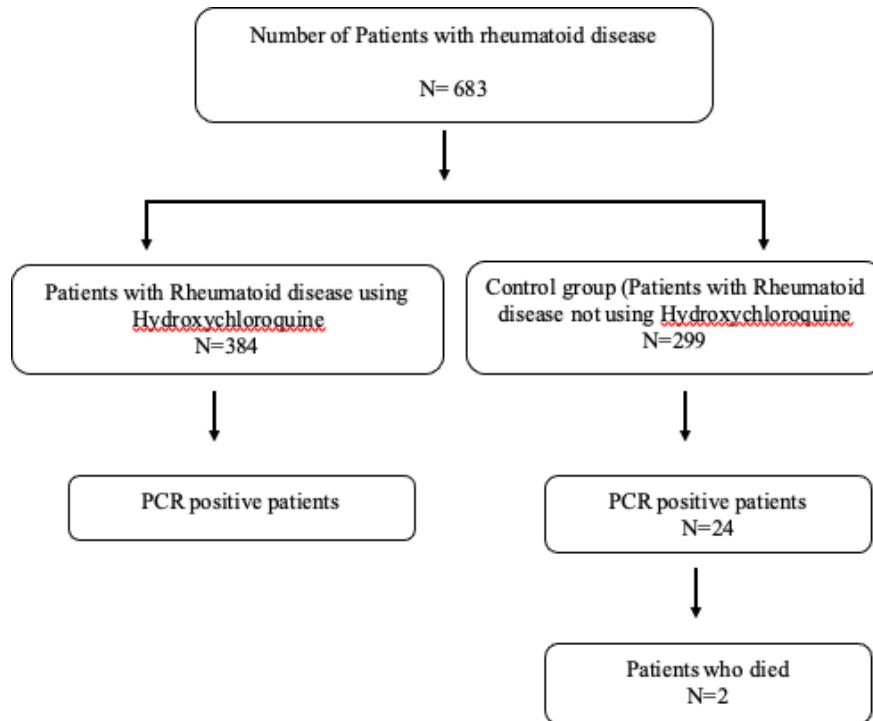 Number of Patients with rheumatoid disease
N= 683
Patients with Rheumatoid disease using
Hydroxychloroquine
N=384
Control group (Patients with Rheumatoid
disease not using Hydroxychloroquine
N=299
PCR positive patients
PCR positive patients
N=24
Patients who died
N=2